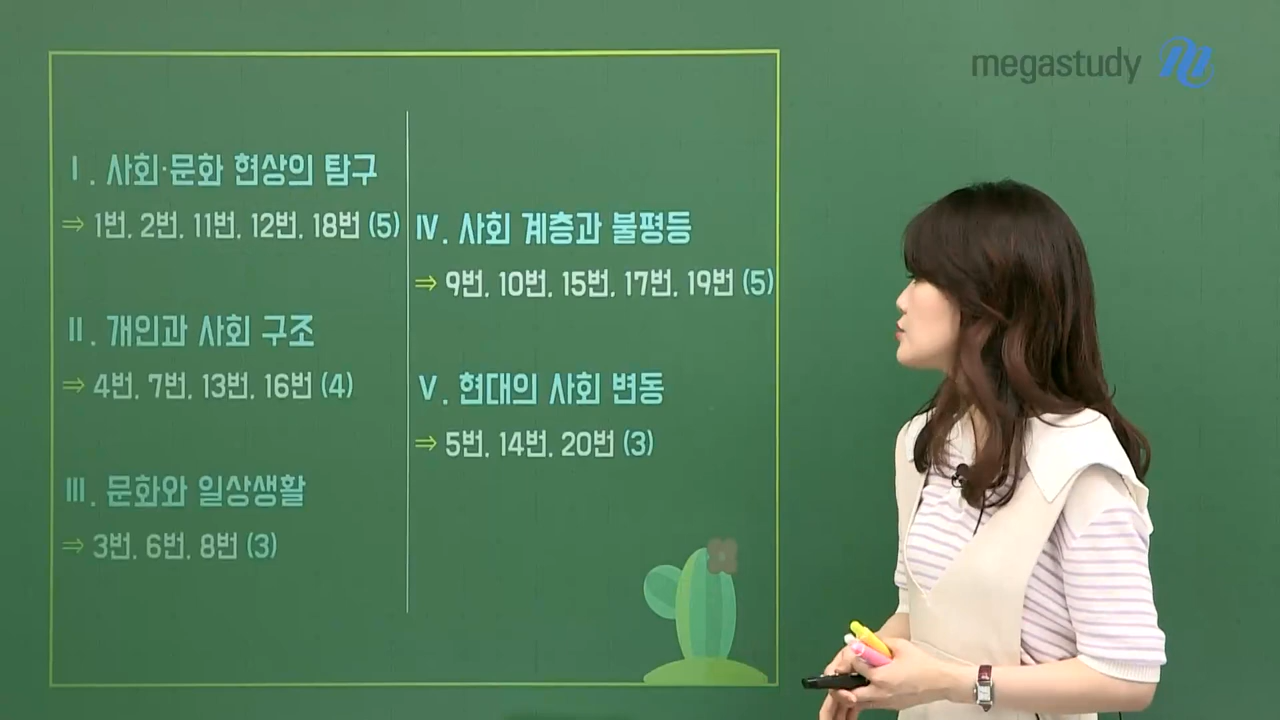 megastudy
Ⅰ. 사회·문화 현상의 탐구
⇒ 1번, 2번, 11번, 12번, 18번 (5)
Ⅱ. 개인과 사회 구조
⇒ 4번, 7번, 13번, 16번 (4)
Ⅲ. 문화와 일상생활
⇒ 3번, 6번, 8번 (3)
Ⅳ. 사회 계층과 불평등
⇒ 9번, 10번, 15번, 17번, 19번 (5)
Ⅴ. 현대의 사회 변동
⇒ 5번, 14번, 20번 (3)